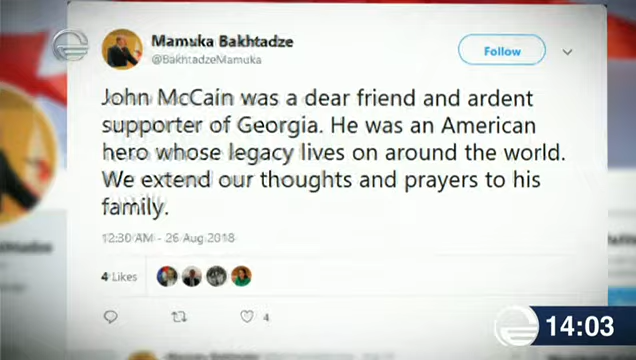 Mamuka Bakhtadze
@BakhtadzeMamuka
Follow
John McCain was a dear friend and ardent
supporter of Georgia. He was an American
hero whose legacy lives on around the world.
We extend our thoughts and prayers to his
family.
12:30 AM - 26 Aug 2018
4 Likes
4
14:03